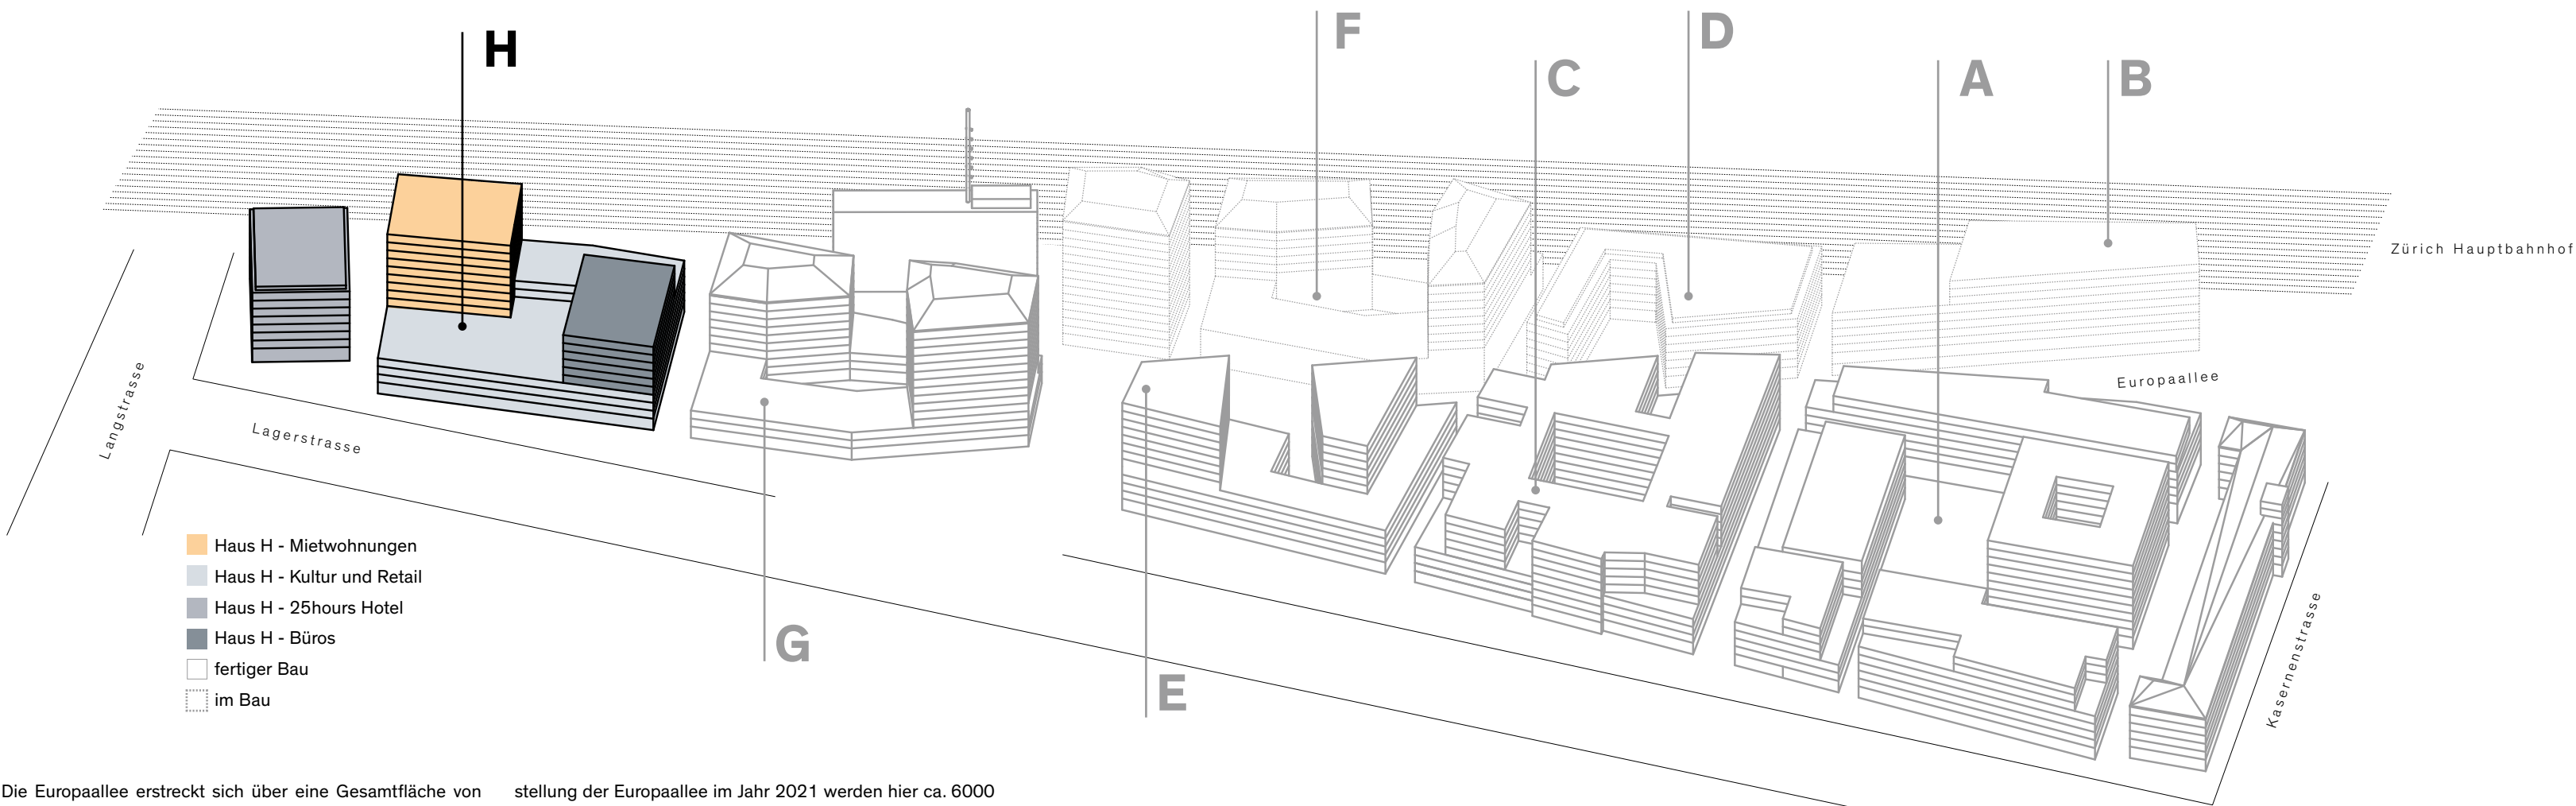 H
F
D
C
A
B
Zürich Hauptbahnhof
Europaallee
Langstrasse
Lagerstrasse
Kasernenstrasse
G
E
Haus H - Mietwohnungen
Haus H - Kultur und Retail
Haus H - 25hours Hotel
Haus H - Büros
fertiger Bau
im Bau
Die Europaallee erstreckt sich über eine Gesamtfläche von
stellung der Europaallee im Jahr 2021 werden hier ca. 6000